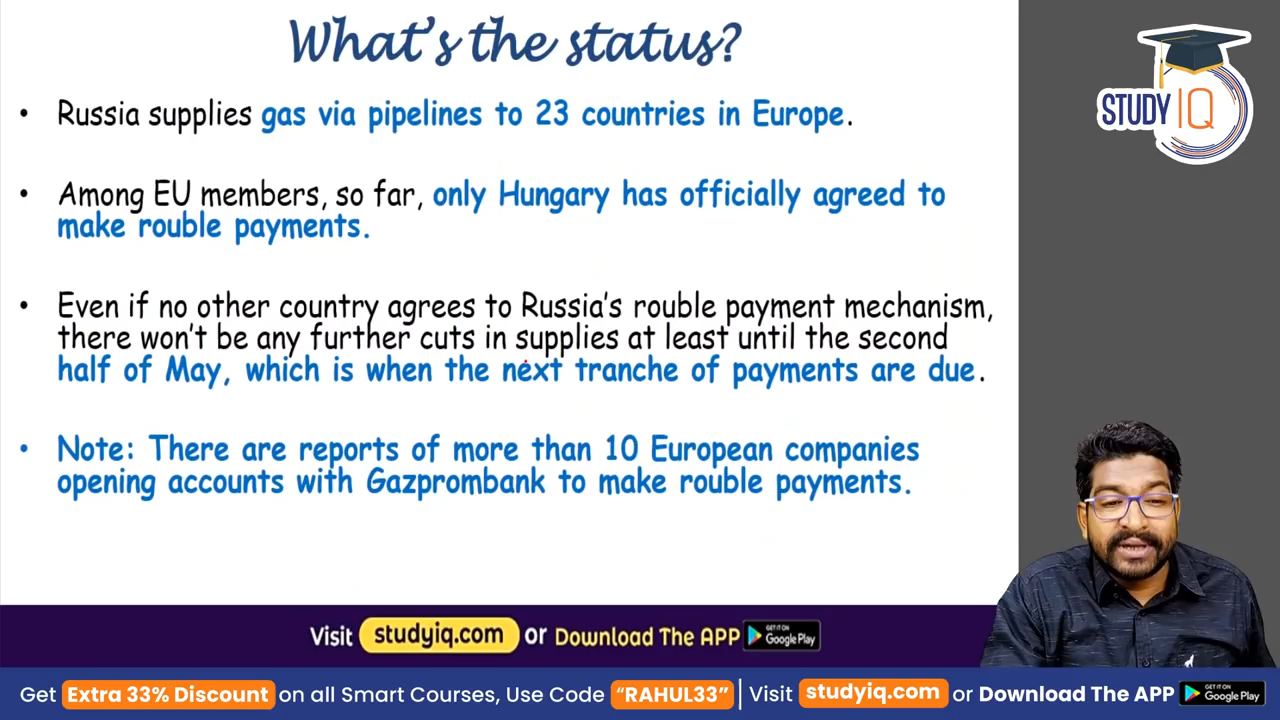 What's the status?
STUDY IQ
• Russia supplies gas via pipelines to 23 countries in Europe.
• Among EU members, so far, only Hungary has officially agreed to
make rouble payments.
• Even if no other country agrees to Russia's rouble payment mechanism,
there won't be any further cuts in supplies at least until the second
half of May, which is when the next tranche of payments are due.
• Note: There are reports of more than 10 European companies
opening accounts with Gazprombank to make rouble payments.
Visit studyiq.com or Download The APP GET IT ON Google Play
Get Extra 33% Discount on all Smart Courses, Use Code "RAHUL33" | Visit studyiq.com or Download The APP GET IT ON Google Play